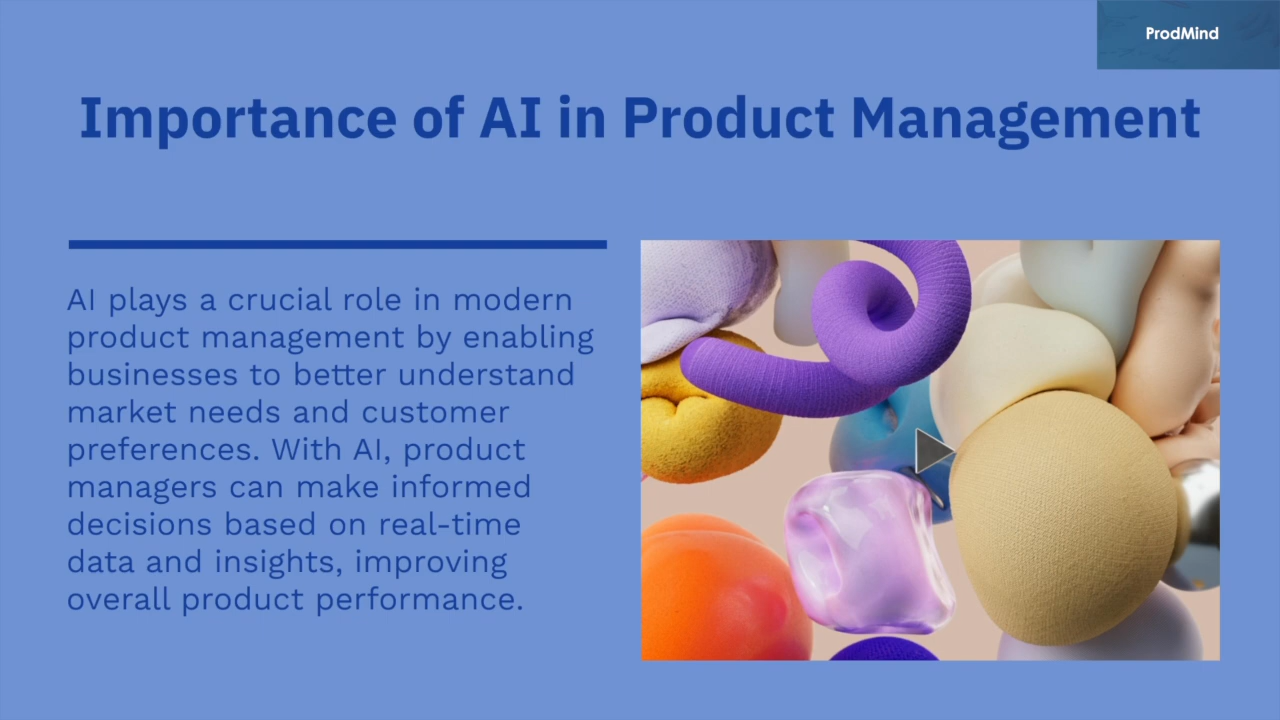 ProdMind
Importance of AI in Product Management
AI plays a crucial role in modern
product management by enabling
businesses to better understand
market needs and customer
preferences. With AI, product
managers can make informed
decisions based on real-time
data and insights, improving
overall product performance.